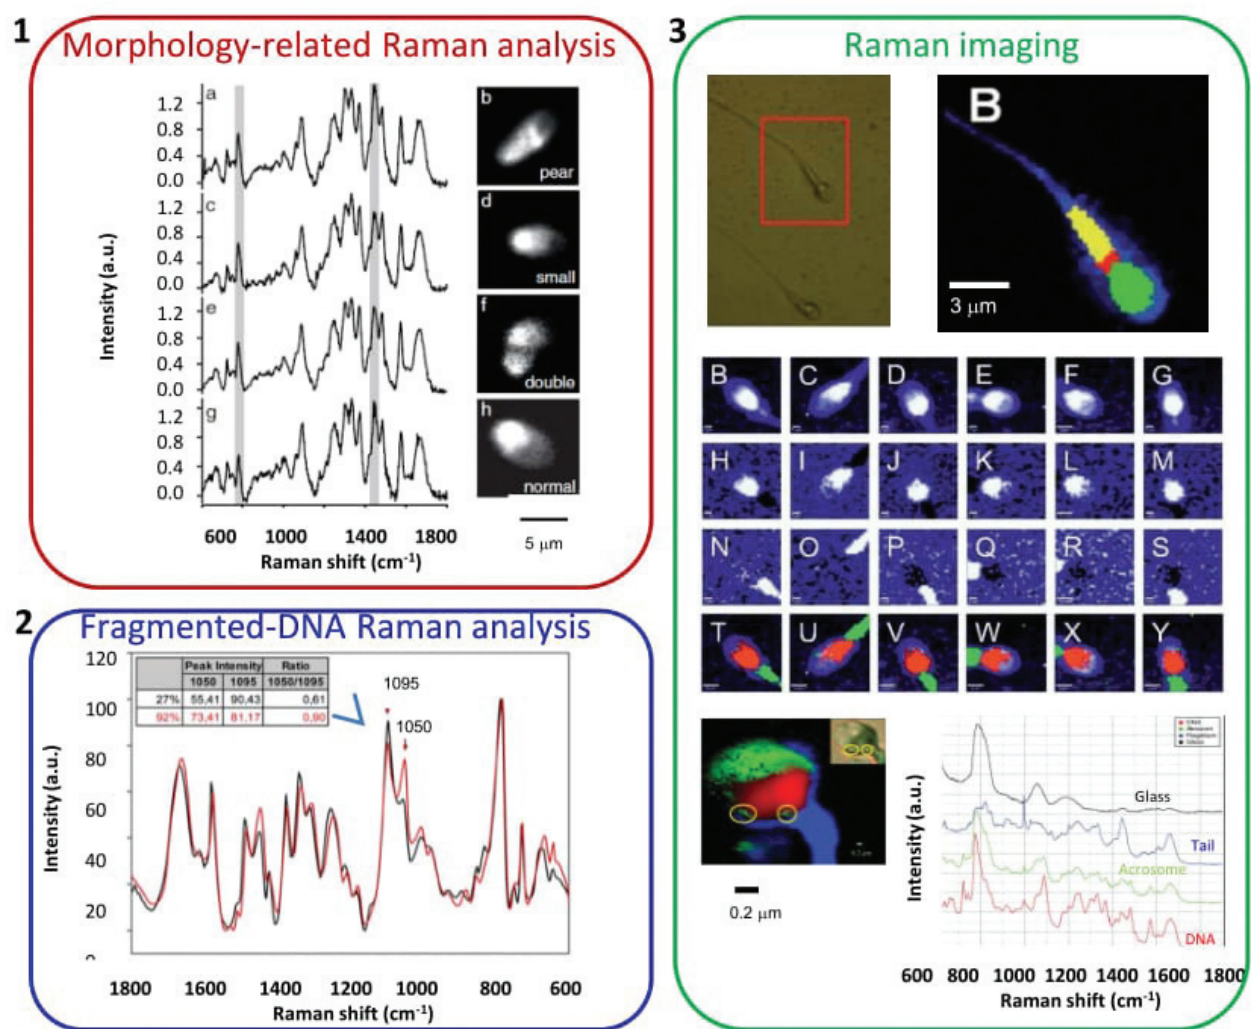 1
Morphology-related Raman analysis
Intensity (a.u.)
a
1.2
0.8
0.4
0.0
b
pear
c
1.2
0.8
0.4
0.0
d
small
e
1.2
0.8
0.4
0.0
f
double
g
1.2
0.8
0.4
0.0
h
normal
600 1000 1400 1800
Raman shift (cm-1)
5 μm
2
Fragmented-DNA Raman analysis
Intensity (a.u.)
120
100
80
60
40
20
Peak Intensity Ratio
1050 1095 1050/1095
27% 55,41 90,43 0,61
92% 73,41 81,17 0,90
1095
1050
1800 1600 1400 1200 1000 800 600
Raman shift (cm-1)
3
Raman imaging
B
3 μm
B C D E F G
H I J K L M
N O P Q R S
T U V W X Y
0.2 μm
Intensity (a.u.)
Glass
Tail
Acrosome
DNA
600 800 1000 1200 1400 1600 1800
Raman shift (cm-1)